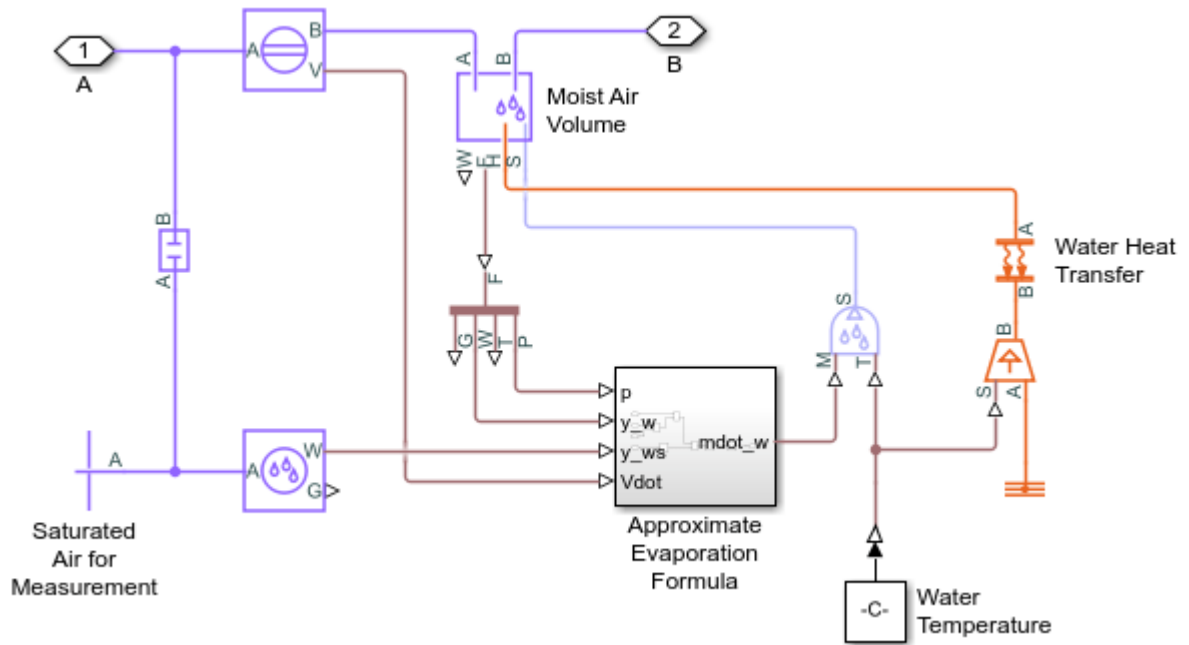 1
A
A
B
V
A
B
2
B
Moist Air
Volume
W
F
H
S
B
A
A
Water Heat
Transfer
B
F
G
W
T
P
S
M
T
B
S
A
p
y_w
y_ws
Vdot
mdot_w
A
A
W
G
Saturated
Air for
Measurement
Approximate
Evaporation
Formula
-C-
Water
Temperature